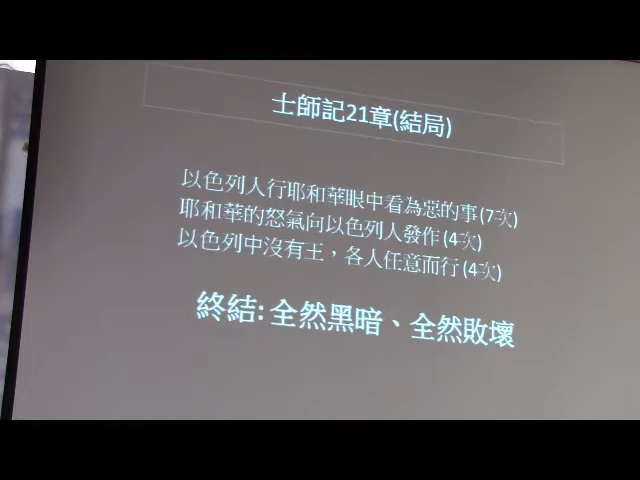 士師記21章(結局)
以色列人行耶和華眼中看為惡的事(7次)
耶和華的怒氣向以色列人發作(4次)
以色列中沒有王，各人任意而行(4次)
終結: 全然黑暗、全然敗壞